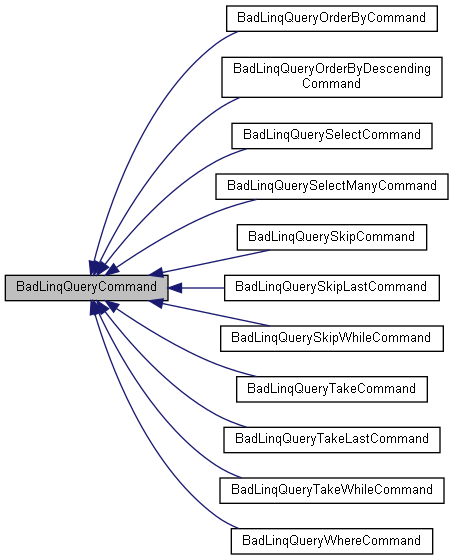 BadLinqQueryOrderByCommand
BadLinqQueryOrderByDescending
Command
BadLinqQuerySelectCommand
BadLinqQuerySelectManyCommand
BadLinqQuerySkipCommand
BadLinqQueryCommand
BadLinqQuerySkipLastCommand
BadLinqQuerySkipWhileCommand
BadLinqQueryTakeCommand
BadLinqQueryTakeLastCommand
BadLinqQueryTakeWhileCommand
BadLinqQueryWhereCommand